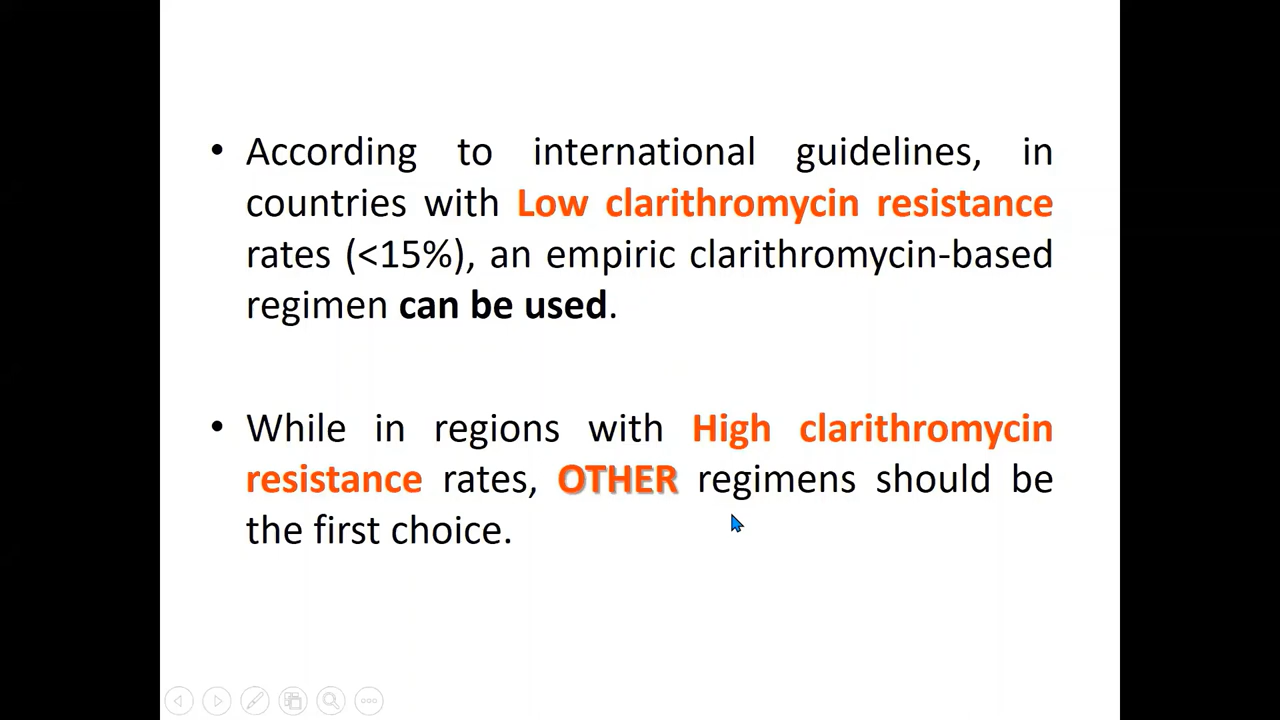 • According to international guidelines, in
countries with Low clarithromycin resistance
rates (<15%), an empiric clarithromycin-based
regimen can be used.
• While in regions with High clarithromycin
resistance rates, OTHER regimens should be
the first choice.